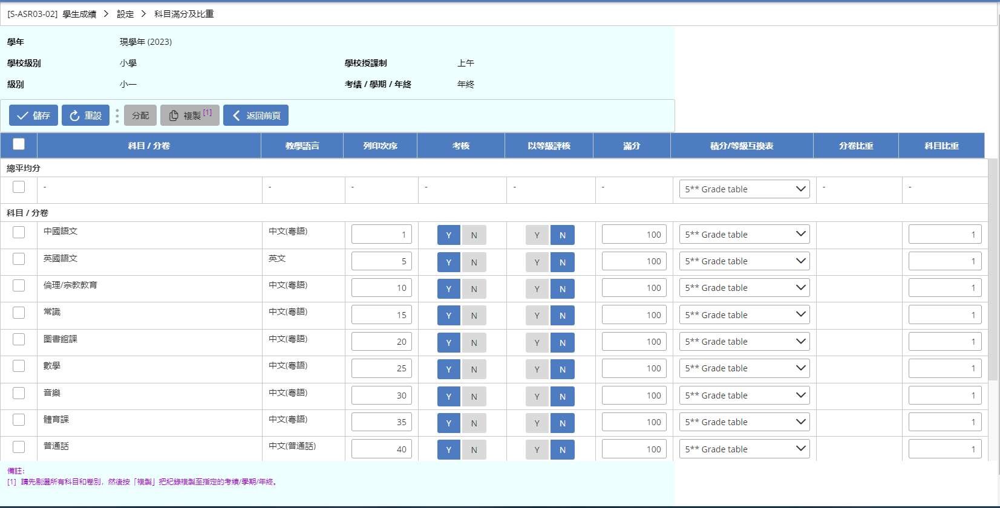 [S-ASR03-02] 學生成績 > 設定 > 科目滿分及比重
學年 現學年 (2023)
學校級別 小學 學校授課制 上午
級別 小一 考績 / 學期 / 年終 年終
儲存 重設 分配 複製 [1] 返回前頁
科目 / 分卷 教學語言 列印次序 考核 以等級評核 滿分 積分/等級互換表 分卷比重 科目比重
總平均分
- - - - - - 5** Grade table - -
科目 / 分卷
中國語文 中文(粵語) 1 Y N Y N 100 5** Grade table 1
英國語文 英文 5 Y N Y N 100 5** Grade table 1
倫理/宗教教育 中文(粵語) 10 Y N Y N 100 5** Grade table 1
常識 中文(粵語) 15 Y N Y N 100 5** Grade table 1
圖書館課 中文(粵語) 20 Y N Y N 100 5** Grade table 1
數學 中文(粵語) 25 Y N Y N 100 5** Grade table 1
音樂 中文(粵語) 30 Y N Y N 100 5** Grade table 1
體育課 中文(粵語) 35 Y N Y N 100 5** Grade table 1
普通話 中文(普通話) 40 Y N Y N 100 5** Grade table 1
備註:
[1] 請先剔選所有科目和卷別，然後按「複製」把紀錄複製至指定的考績/學期/年終。